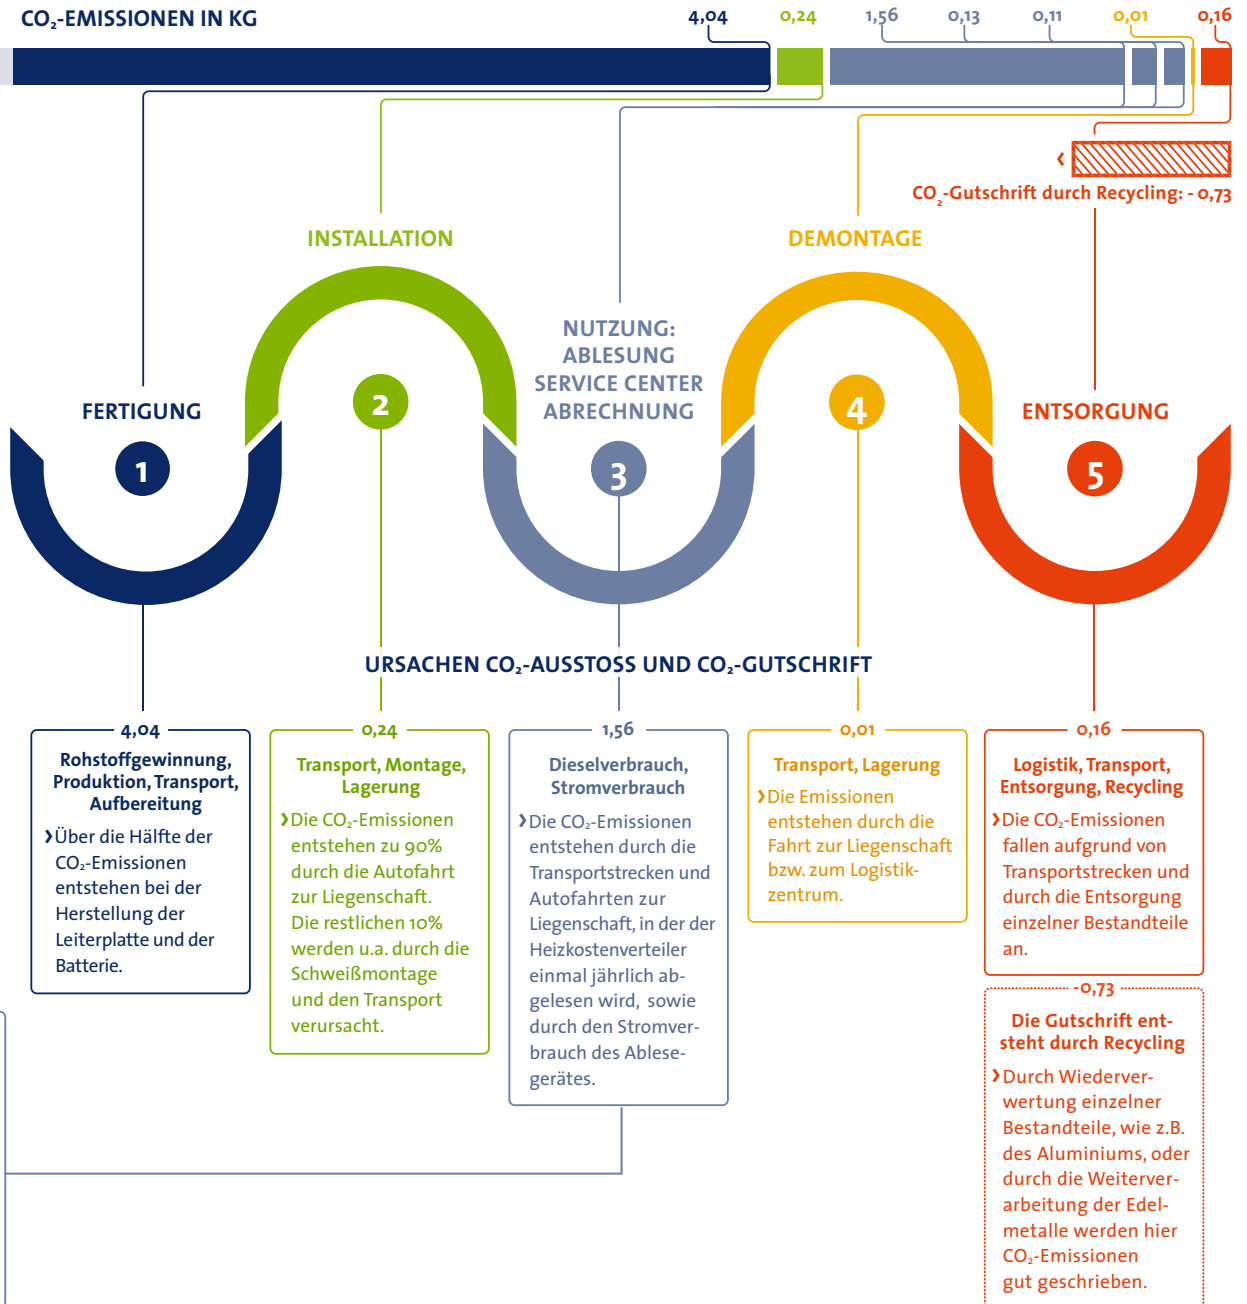 CO₂-EMISSIONEN IN KG
4,04
0,24
1,56
0,13
0,11
0,01
0,16
CO₂-Gutschrift durch Recycling: - 0,73
INSTALLATION
DEMONTAGE
NUTZUNG:
ABLESUNG
SERVICE CENTER
ABRECHNUNG
FERTIGUNG
ENTSORGUNG
1
2
3
4
5
URSACHEN CO₂-AUSSTOSS UND CO₂-GUTSCHRIFT
4,04
Rohstoffgewinnung,
Produktion, Transport,
Aufbereitung
›Über die Hälfte der
CO₂-Emissionen
entstehen bei der
Herstellung der
Leiterplatte und der
Batterie.
0,24
Transport, Montage,
Lagerung
›Die CO₂-Emissionen
entstehen zu 90%
durch die Autofahrt
zur Liegenschaft.
Die restlichen 10%
werden u.a. durch die
Schweißmontage
und den Transport
verursacht.
1,56
Dieselverbrauch,
Stromverbrauch
›Die CO₂-Emissionen
entstehen durch die
Transportstrecken und
Autofahrten zur
Liegenschaft, in der der
Heizkostenverteiler
einmal jährlich ab-
gelesen wird, sowie
durch den Stromver-
brauch des Ablese-
gerätes.
0,01
Transport, Lagerung
›Die Emissionen
entstehen durch die
Fahrt zur Liegenschaft
bzw. zum Logistik-
zentrum.
0,16
Logistik, Transport,
Entsorgung, Recycling
›Die CO₂-Emissionen
fallen aufgrund von
Transportstrecken und
durch die Entsorgung
einzelner Bestandteile
an.
-0,73
Die Gutschrift ent-
steht durch Recycling
›Durch Wiederver-
wertung einzelner
Bestandteile, wie z.B.
des Aluminiums, oder
durch die Weiterver-
arbeitung der Edel-
metalle werden hier
CO₂-Emissionen
gut geschrieben.